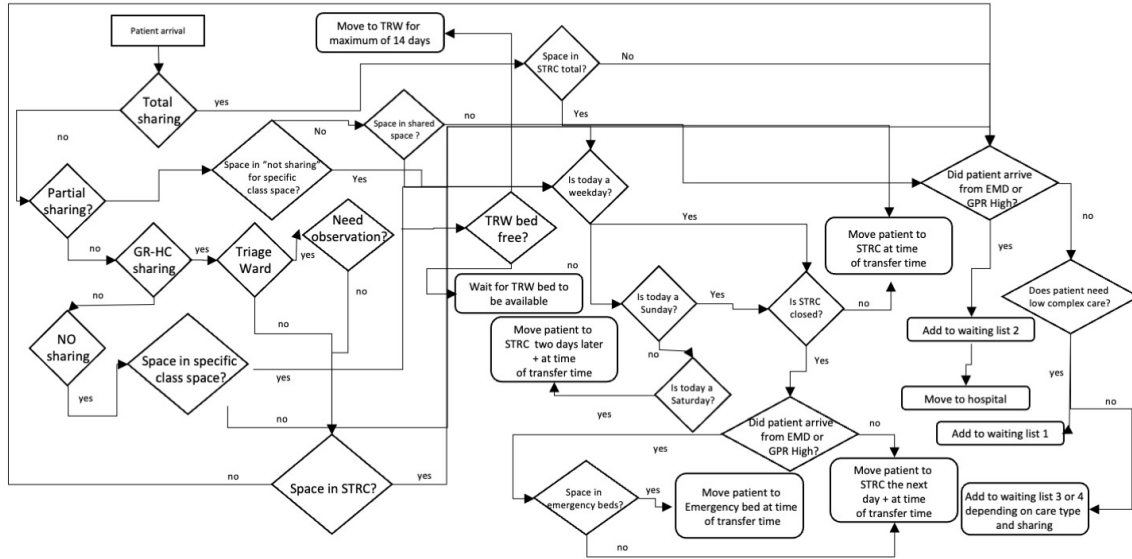 Patient arrival
Move to TRW for
maximum of 14 days
Space in
STRC total?
No
Total
sharing
yes
Yes
no
No
Space in shared
space ?
no
Space in “not sharing”
for specific
class space?
Yes
Is today a
weekday?
Did patient arrive
from EMD or
GPR High?
no
Partial
sharing?
Need
observation?
TRW bed
free?
Yes
Move patient to
STRC at time
of transfer time
yes
no
GR-HC
sharing
yes
Triage
Ward
yes
no
no
Wait for TRW bed to
be available
no
Is today a
Sunday?
Yes
Is STRC
closed?
no
Does patient need
low complex care?
NO
sharing
no
Space in specific
class space?
yes
Move patient to
STRC two days later
+ at time
of transfer time
no
Yes
Add to waiting list 2
Is today a
Saturday?
Move to hospital
no
yes
no
yes
Did patient arrive
from EMD or
GPR High?
no
Add to waiting list 1
yes
no
Space in STRC?
yes
Space in
emergency beds?
yes
Move patient to
Emergency bed at time
of transfer time
Move patient to
STRC the next
day + at time
of transfer time
Add to waiting list 3 or 4
depending on care type
and sharing
no
yes